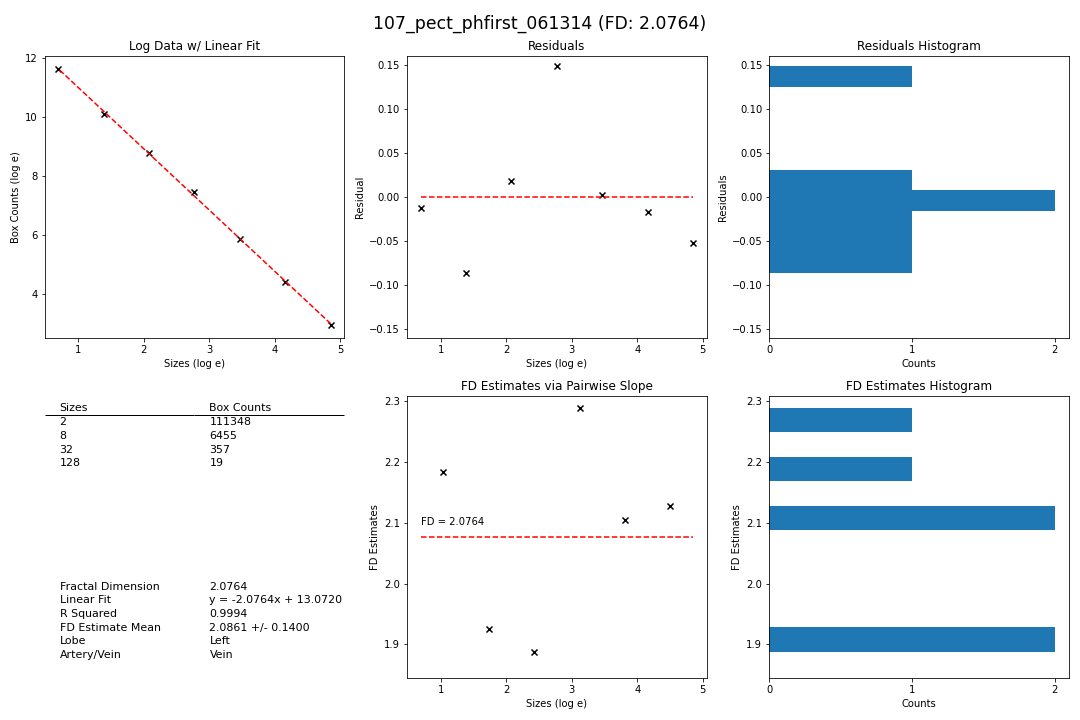 107_pect_phfirst_061314 (FD: 2.0764)
Log Data w/ Linear Fit
12
10
8
6
4
Box Counts (log e)
1 2 3 4 5
Sizes (log e)
Residuals
0.15
0.10
0.05
0.00
−0.05
−0.10
−0.15
Residual
1 2 3 4 5
Sizes (log e)
Residuals Histogram
0.15
0.10
0.05
0.00
−0.05
−0.10
−0.15
Residuals
0 1 2
Counts
Sizes Box Counts
2 111348
8 6455
32 357
128 19
Fractal Dimension 2.0764
Linear Fit y = -2.0764x + 13.0720
R Squared 0.9994
FD Estimate Mean 2.0861 +/- 0.1400
Lobe Left
Artery/Vein Vein
FD Estimates via Pairwise Slope
2.3
2.2
2.1
2.0
1.9
FD Estimates
FD = 2.0764
1 2 3 4 5
Sizes (log e)
FD Estimates Histogram
2.3
2.2
2.1
2.0
1.9
FD Estimates
0 1 2
Counts